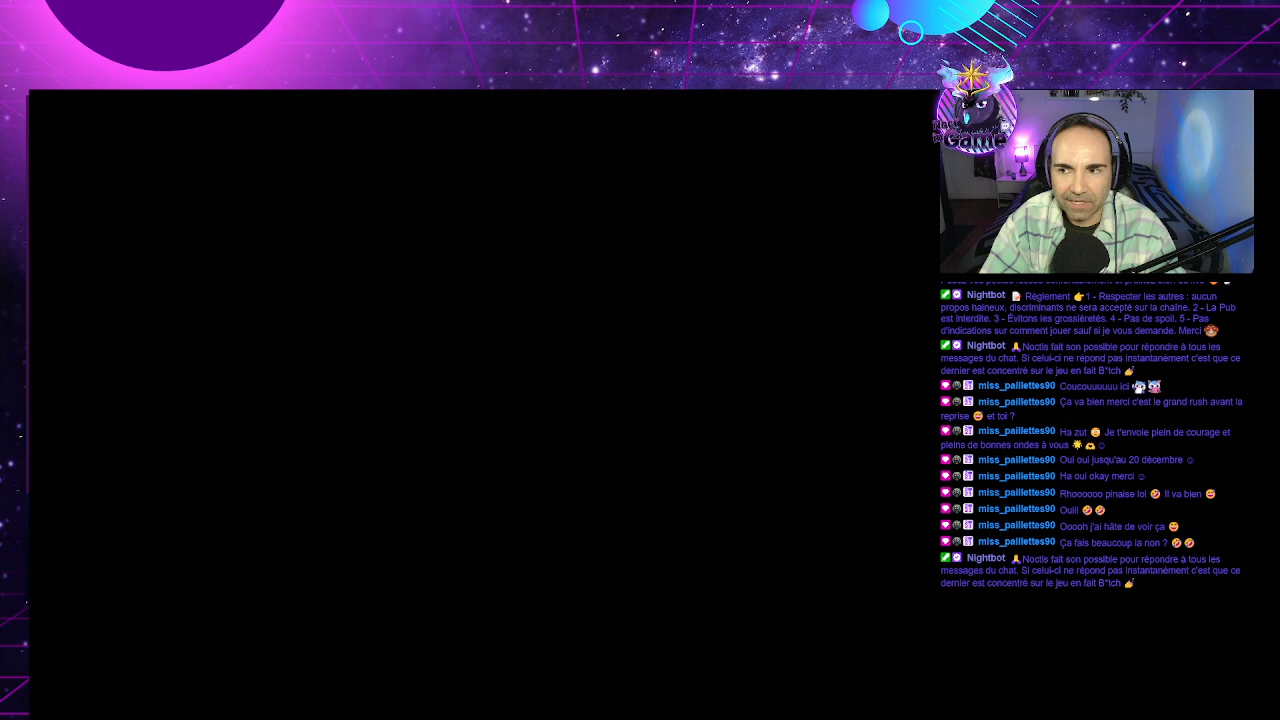 Game
Nightbot 📝 Règlement 👉 1 - Respecter les autres : aucun
propos haineux, discriminants ne sera accepté sur la chaîne. 2 - La Pub
est interdite. 3 - Évitons les grossièretés. 4 - Pas de spoil. 5 - Pas
d'indications sur comment jouer sauf si je vous demande. Merci
Nightbot Noctis fait son possible pour répondre à tous les
messages du chat. Si celui-ci ne répond pas instantanément c'est que ce
dernier est concentré sur le jeu en fait B*tch 💅
miss_paillettes90 Coucouuuuuu ici
miss_paillettes90 Ça va bien merci c'est le grand rush avant la
reprise 😅 et toi ?
miss_paillettes90 Ha zut Je t'envoie plein de courage et
pleins de bonnes ondes à vous 🌟🫶☺
miss_paillettes90 Oui oui jusqu'au 20 décembre ☺
miss_paillettes90 Ha oui okay merci ☺
miss_paillettes90 Rhoooooo pinaise lol 🤣 Il va bien 😅
miss_paillettes90 Ouiii 🤣🤣
miss_paillettes90 Ooooh j'ai hâte de voir ça 😄
miss_paillettes90 Ça fais beaucoup la non ? 🤣🤣
Nightbot Noctis fait son possible pour répondre à tous les
messages du chat. Si celui-ci ne répond pas instantanément c'est que ce
dernier est concentré sur le jeu en fait B*tch 💅